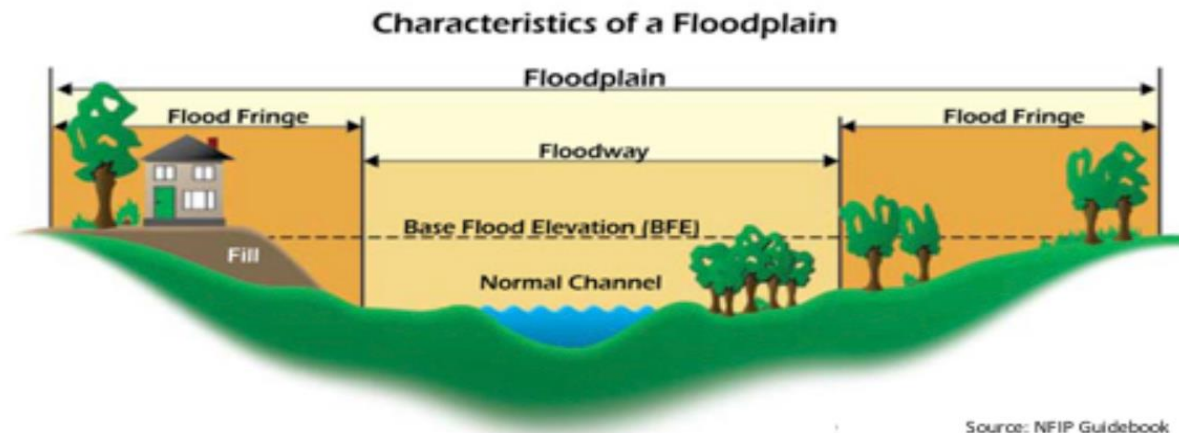 Characteristics of a Floodplain
Floodplain
Flood Fringe
Flood Fringe
Floodway
Base Flood Elevation (BFE)
Fill
Normal Channel
Source: NFIP Guidebook